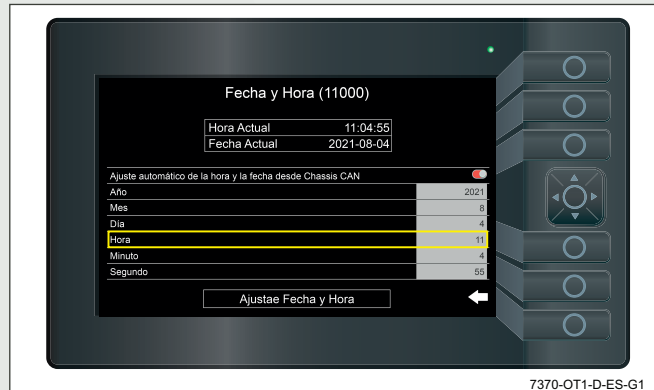 Fecha y Hora (11000)
Hora Actual 11:04:55
Fecha Actual 2021-08-04
Ajuste automático de la hora y la fecha desde Chassis CAN
Año 2021
Mes 8
Día 4
Hora 11
Minuto 4
Segundo 55
Ajustae Fecha y Hora
7370-OT1-D-ES-G1